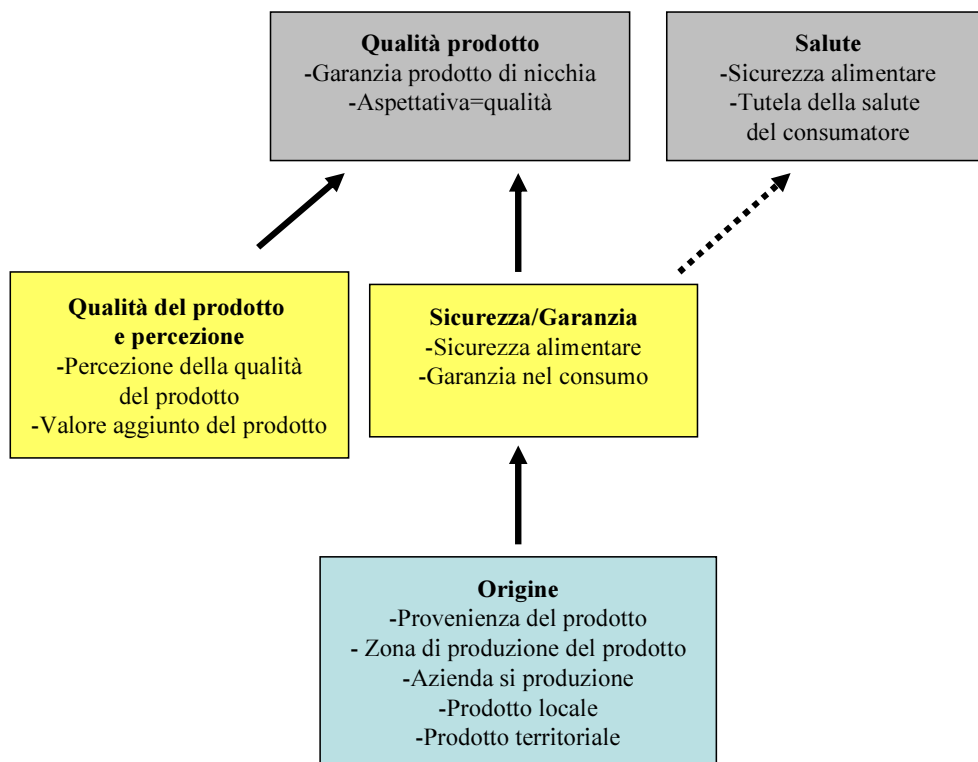 Qualità prodotto
-Garanzia prodotto di nicchia
-Aspettativa=qualità
Salute
-Sicurezza alimentare
-Tutela della salute
del consumatore
Qualità del prodotto
e percezione
-Percezione della qualità
del prodotto
-Valore aggiunto del prodotto
Sicurezza/Garanzia
-Sicurezza alimentare
-Garanzia nel consumo
Origine
-Provenienza del prodotto
- Zona di produzione del prodotto
-Azienda si produzione
-Prodotto locale
-Prodotto territoriale